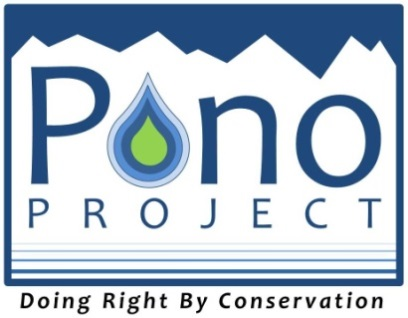 Pono
PROJECT
Doing Right By Conservation